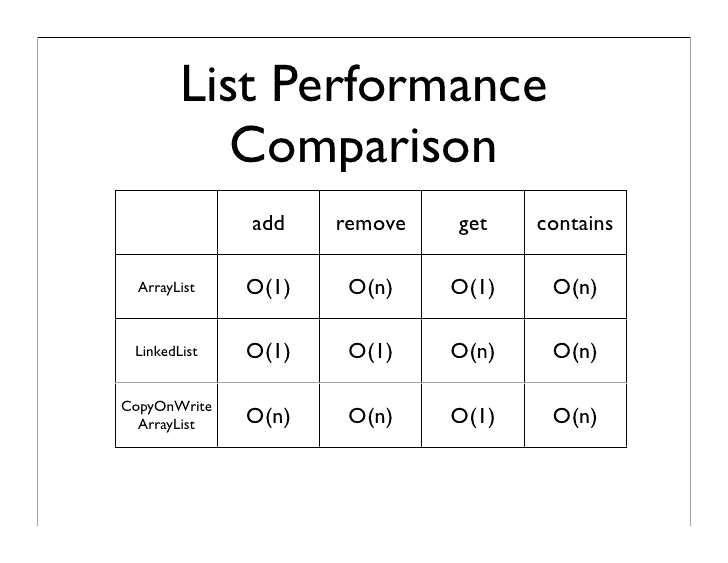 List Performance
Comparison
add remove get contains
ArrayList O(1) O(n) O(1) O(n)
LinkedList O(1) O(1) O(n) O(n)
CopyOnWrite
ArrayList O(n) O(n) O(1) O(n)